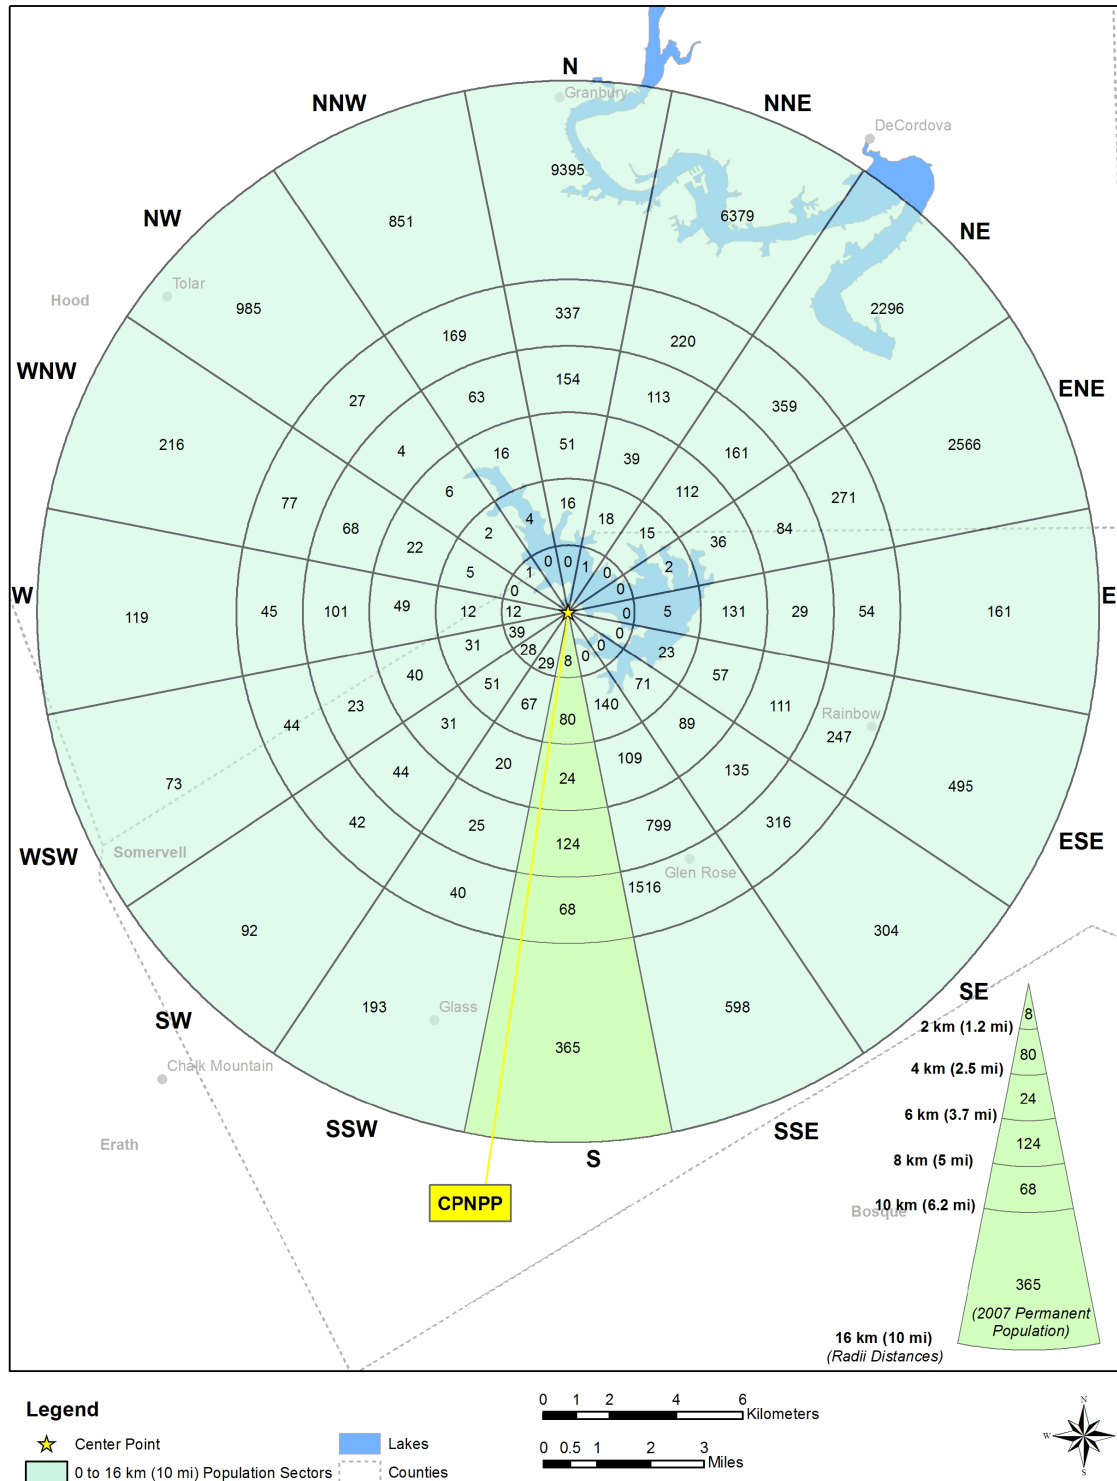 N
NNW
NNE
Granbury
DeCordova
9395
851
6379
NW
NE
Tolar
Hood
985
2296
337
169
220
WNW
154
ENE
63
113
27
359
216
51
2566
16
39
4
161
6
112
77
16
271
4
18
68
2
15
84
22
36
0
0
1
2
5
1
0
0
0
W
E
119
45
101
49
12
12
0
5
131
29
54
161
39
0
31
28
0
23
29
8
0
40
51
71
57
67
140
23
80
111
Rainbow
44
31
89
247
20
109
73
44
24
135
495
42
25
799
316
124
ESE
WSW
Somervell
Glen Rose
40
1516
68
92
304
SE
193
Glass
598
SW
365
Chalk Mountain
SSW
SSE
Erath
S
CPNPP
8
2 km (1.2 mi)
80
4 km (2.5 mi)
24
6 km (3.7 mi)
124
8 km (5 mi)
68
10 km (6.2 mi)
Bosque
365
(2007 Permanent
Population)
16 km (10 mi)
(Radii Distances)
Legend
Center Point
0 to 16 km (10 mi) Population Sectors
Lakes
Counties
0 1 2 4 6
Kilometers
0 0.5 1 2 3
Miles
N
W
S